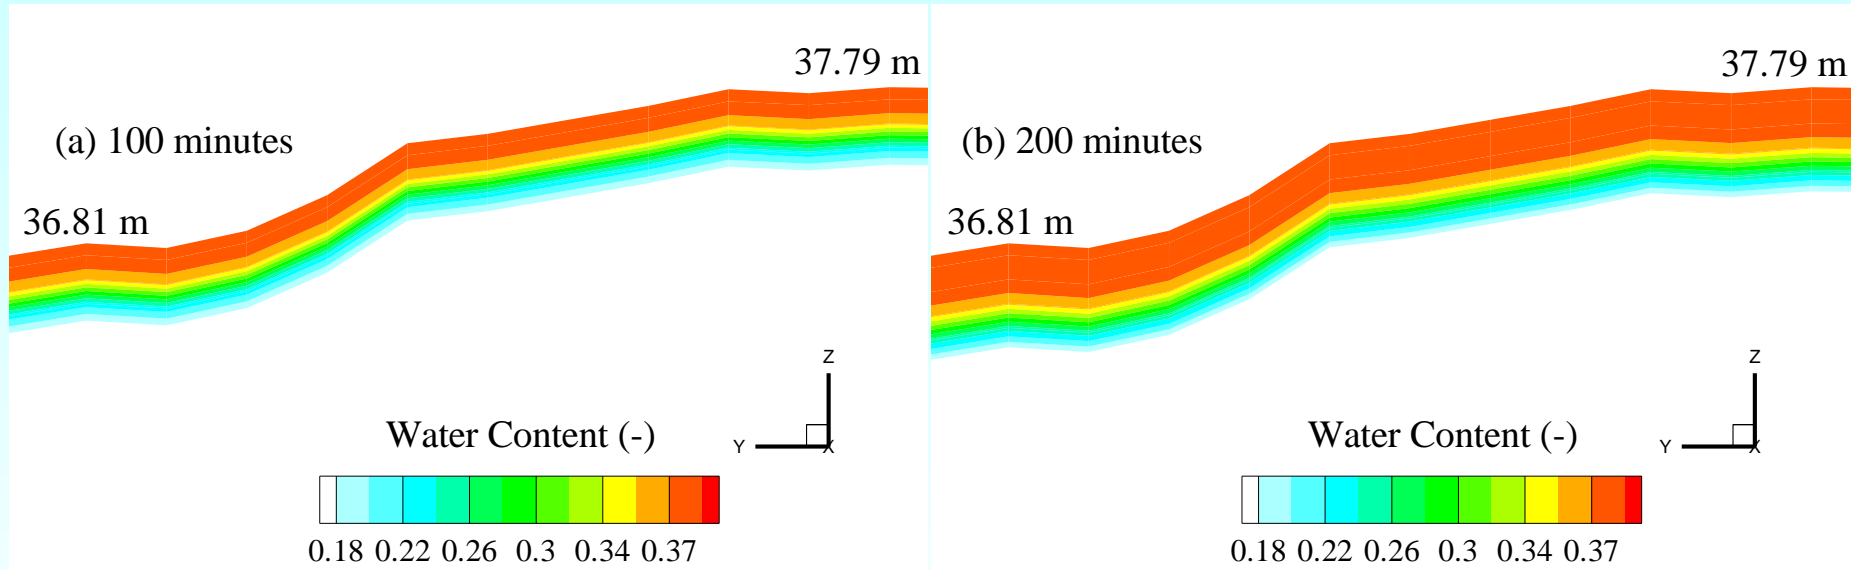 37.79 m
(a) 100 minutes
36.81 m
Z
Y
X
Water Content (-)
0.18 0.22 0.26 0.3 0.34 0.37
37.79 m
(b) 200 minutes
36.81 m
Z
Y
X
Water Content (-)
0.18 0.22 0.26 0.3 0.34 0.37